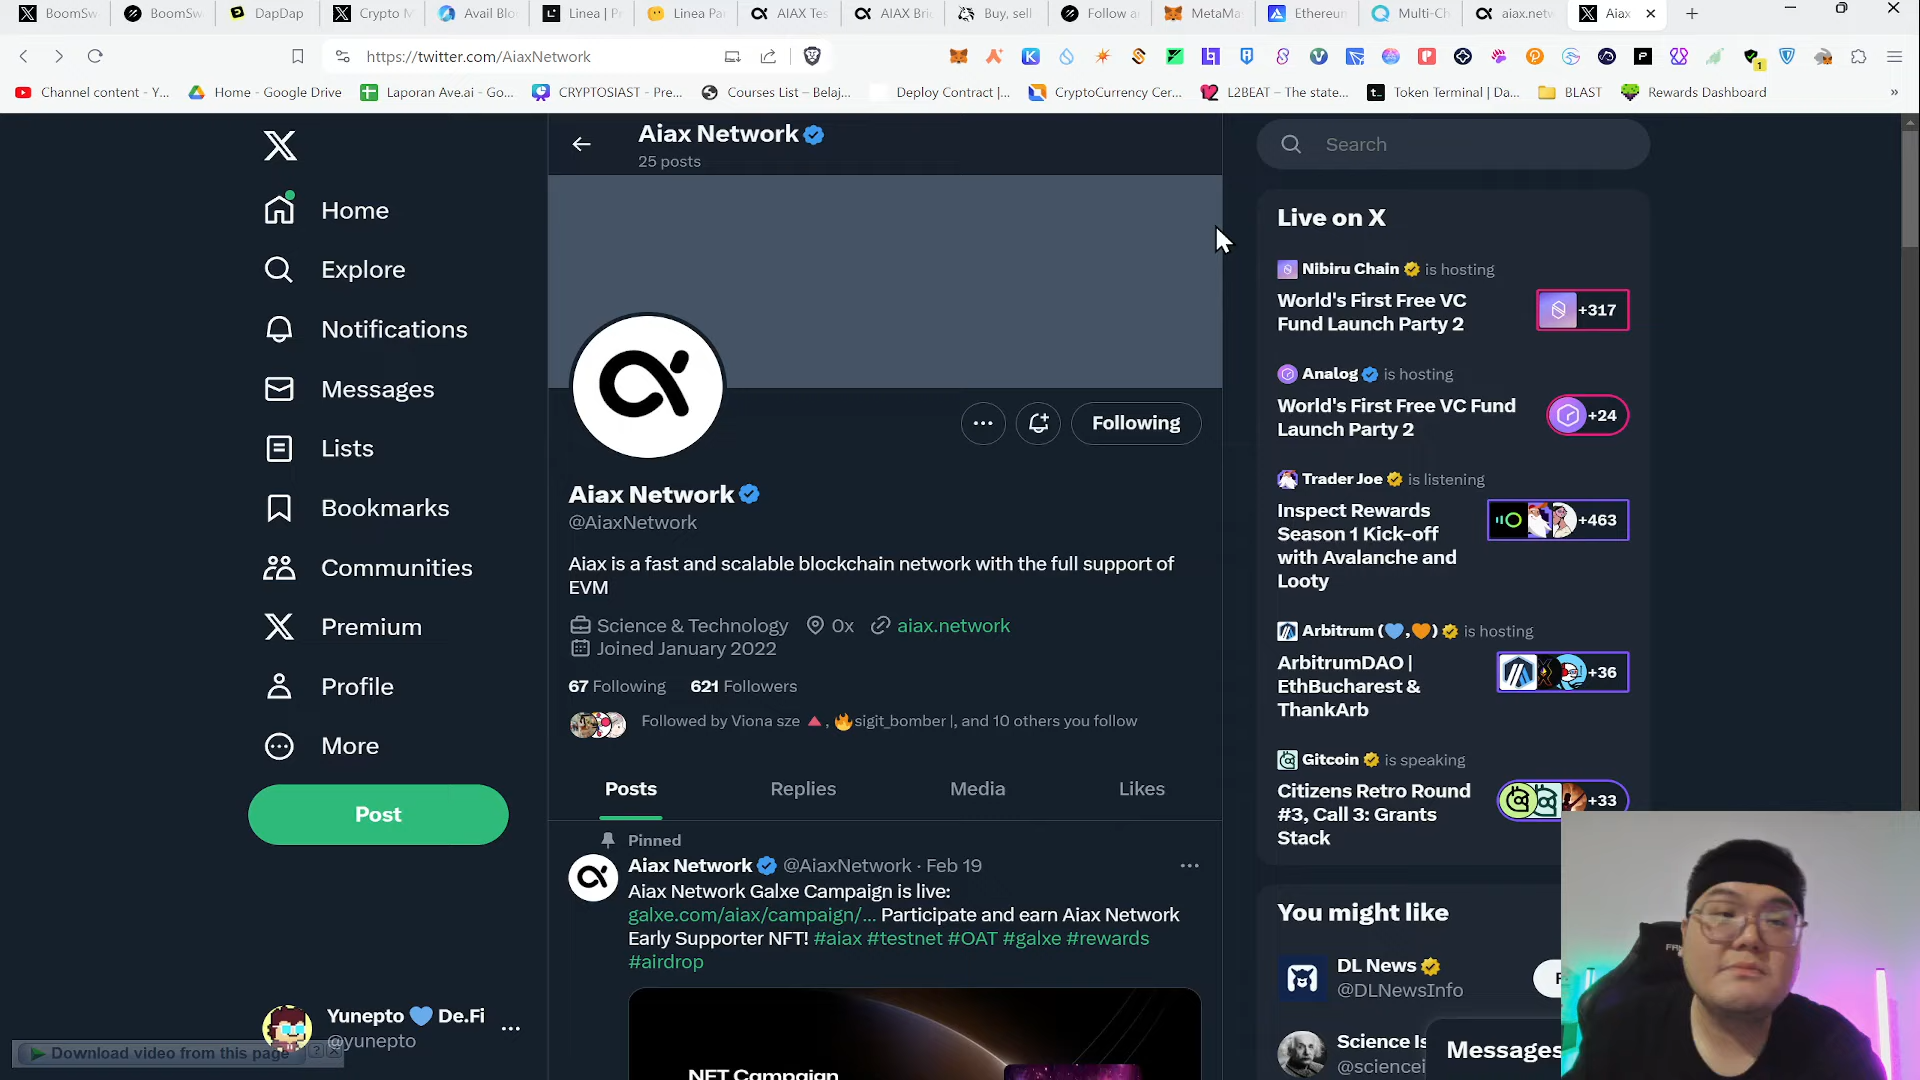 BoomSw
BoomSw
DapDap
Crypto M
Avail Blo
Linea | P
Linea Pa
AIAX Tes
AIAX Bri
Buy, sell
Follow a
MetaMa
Ethereun
Multi-Ch
aiax.netw
Aiax
https://twitter.com/AiaxNetwork
1
Channel content - Y...
Home - Google Drive
Laporan Ave.ai - Go...
CRYPTOSIAST - Pre...
Courses List – Belaj...
Deploy Contract |...
CryptoCurrency Cer...
L2BEAT – The state...
Token Terminal | Da...
BLAST
Rewards Dashboard
»
Home
Explore
Notifications
Messages
Lists
Bookmarks
Communities
Premium
Profile
More
Post
Yunepto 💙 De.Fi
@yunepto
Download video from this page
?
Aiax Network
25 posts
Following
Aiax Network
@AiaxNetwork
Aiax is a fast and scalable blockchain network with the full support of
EVM
Science & Technology 0x aiax.network
Joined January 2022
67 Following 621 Followers
Followed by Viona sze 🔺, 🔥sigit_bomber |, and 10 others you follow
Posts Replies Media Likes
Pinned
Aiax Network @AiaxNetwork · Feb 19
Aiax Network Galxe Campaign is live:
galxe.com/aiax/campaign/... Participate and earn Aiax Network
Early Supporter NFT! #aiax #testnet #OAT #galxe #rewards
#airdrop
NFT Campaign
Search
Live on X
Nibiru Chain is hosting
World's First Free VC
Fund Launch Party 2
+317
Analog is hosting
World's First Free VC Fund
Launch Party 2
+24
Trader Joe is listening
Inspect Rewards
Season 1 Kick-off
with Avalanche and
Looty
+463
Arbitrum (💙,🧡) is hosting
ArbitrumDAO |
EthBucharest &
ThankArb
+36
Gitcoin is speaking
Citizens Retro Round
#3, Call 3: Grants
Stack
+33
You might like
DL News
@DLNewsInfo
F
Science Is
@sciencei
Messages